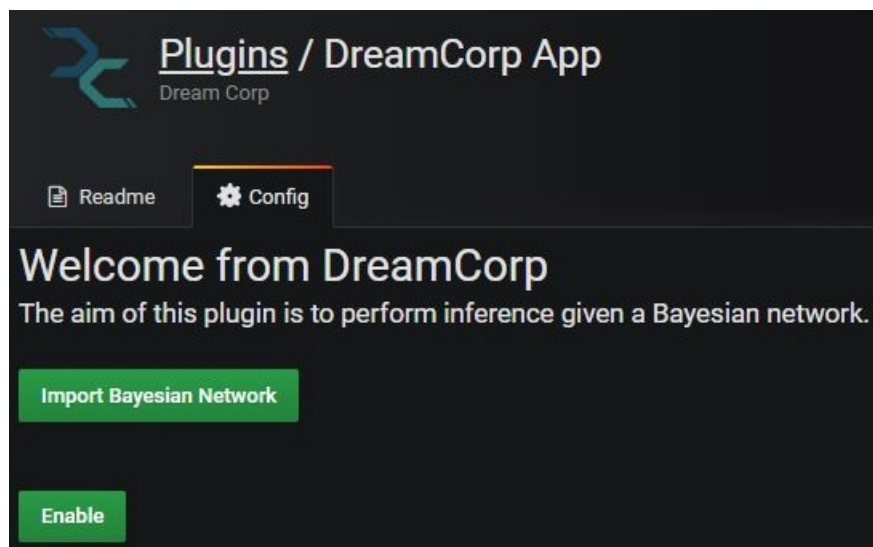 Plugins / DreamCorp App
Dream Corp
Readme Config
Welcome from DreamCorp
The aim of this plugin is to perform inference given a Bayesian network.
Import Bayesian Network
Enable